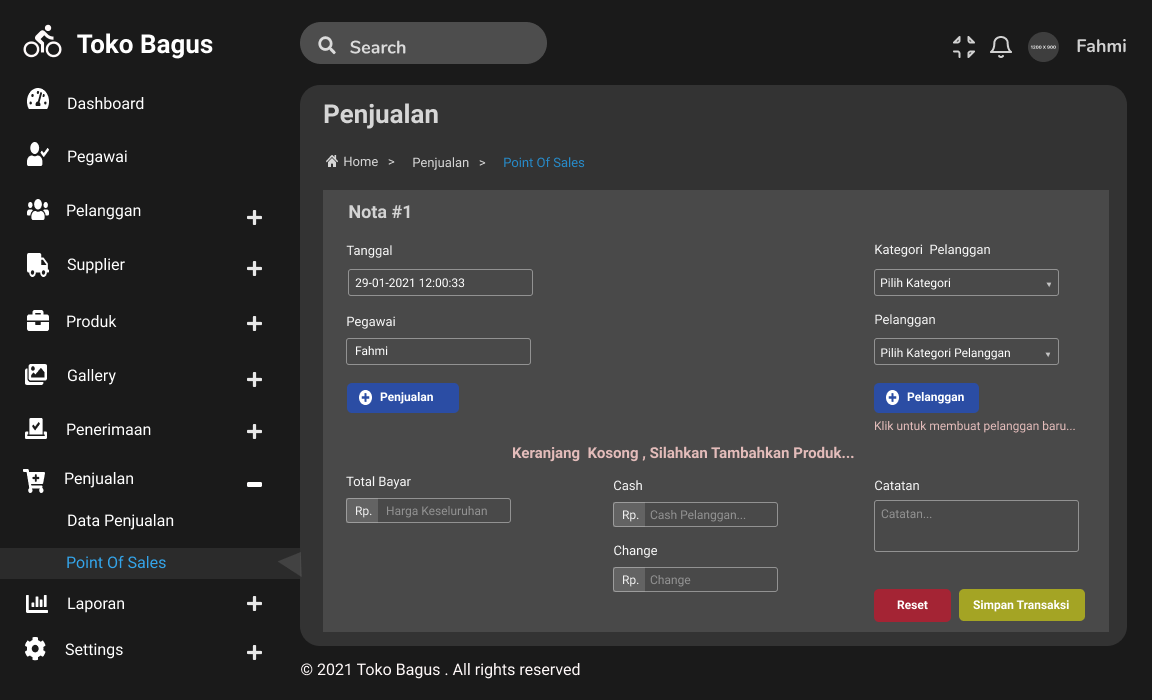 Toko Bagus
Search
1200 X 900
Fahmi
Dashboard
Pegawai
Pelanggan
Supplier
Produk
Gallery
Penerimaan
Penjualan
Data Penjualan
Point Of Sales
Laporan
Settings
Penjualan
Home > Penjualan > Point Of Sales
Nota #1
Tanggal
29-01-2021 12:00:33
Pegawai
Fahmi
Penjualan
Kategori Pelanggan
Pilih Kategori
Pelanggan
Pilih Kategori Pelanggan
Pelanggan
Klik untuk membuat pelanggan baru...
Keranjang Kosong , Silahkan Tambahkan Produk...
Total Bayar
Rp. Harga Keseluruhan
Cash
Rp. Cash Pelanggan...
Change
Rp. Change
Catatan
Catatan...
Reset
Simpan Transaksi
© 2021 Toko Bagus . All rights reserved